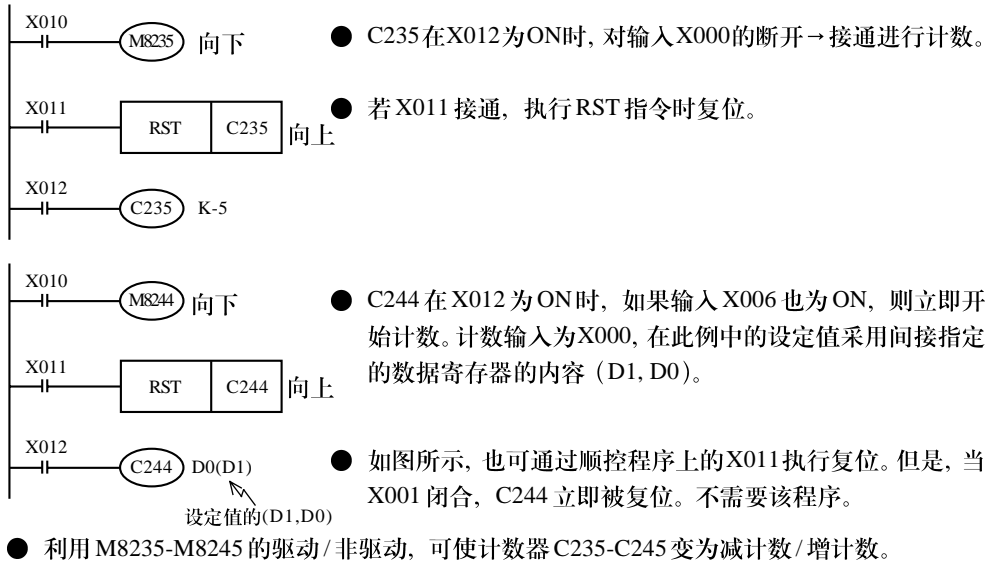 X010
M8235 向下
● C235在X012为ON时, 对输入X000的断开→接通进行计数。
X011
RST C235 向上
● 若X011接通, 执行RST指令时复位。
X012
C235 K-5
X010
M8244 向下
● C244在X012为ON时, 如果输入X006也为ON, 则立即开
始计数。计数输入为X000, 在此例中的设定值采用间接指定
的数据寄存器的内容（D1, D0）。
X011
RST C244 向上
X012
C244 D0(D1)
设定值的(D1,D0)
● 如图所示, 也可通过顺控程序上的X011执行复位。但是, 当
X001闭合, C244立即被复位。不需要该程序。
● 利用M8235-M8245的驱动/非驱动, 可使计数器C235-C245变为减计数/增计数。